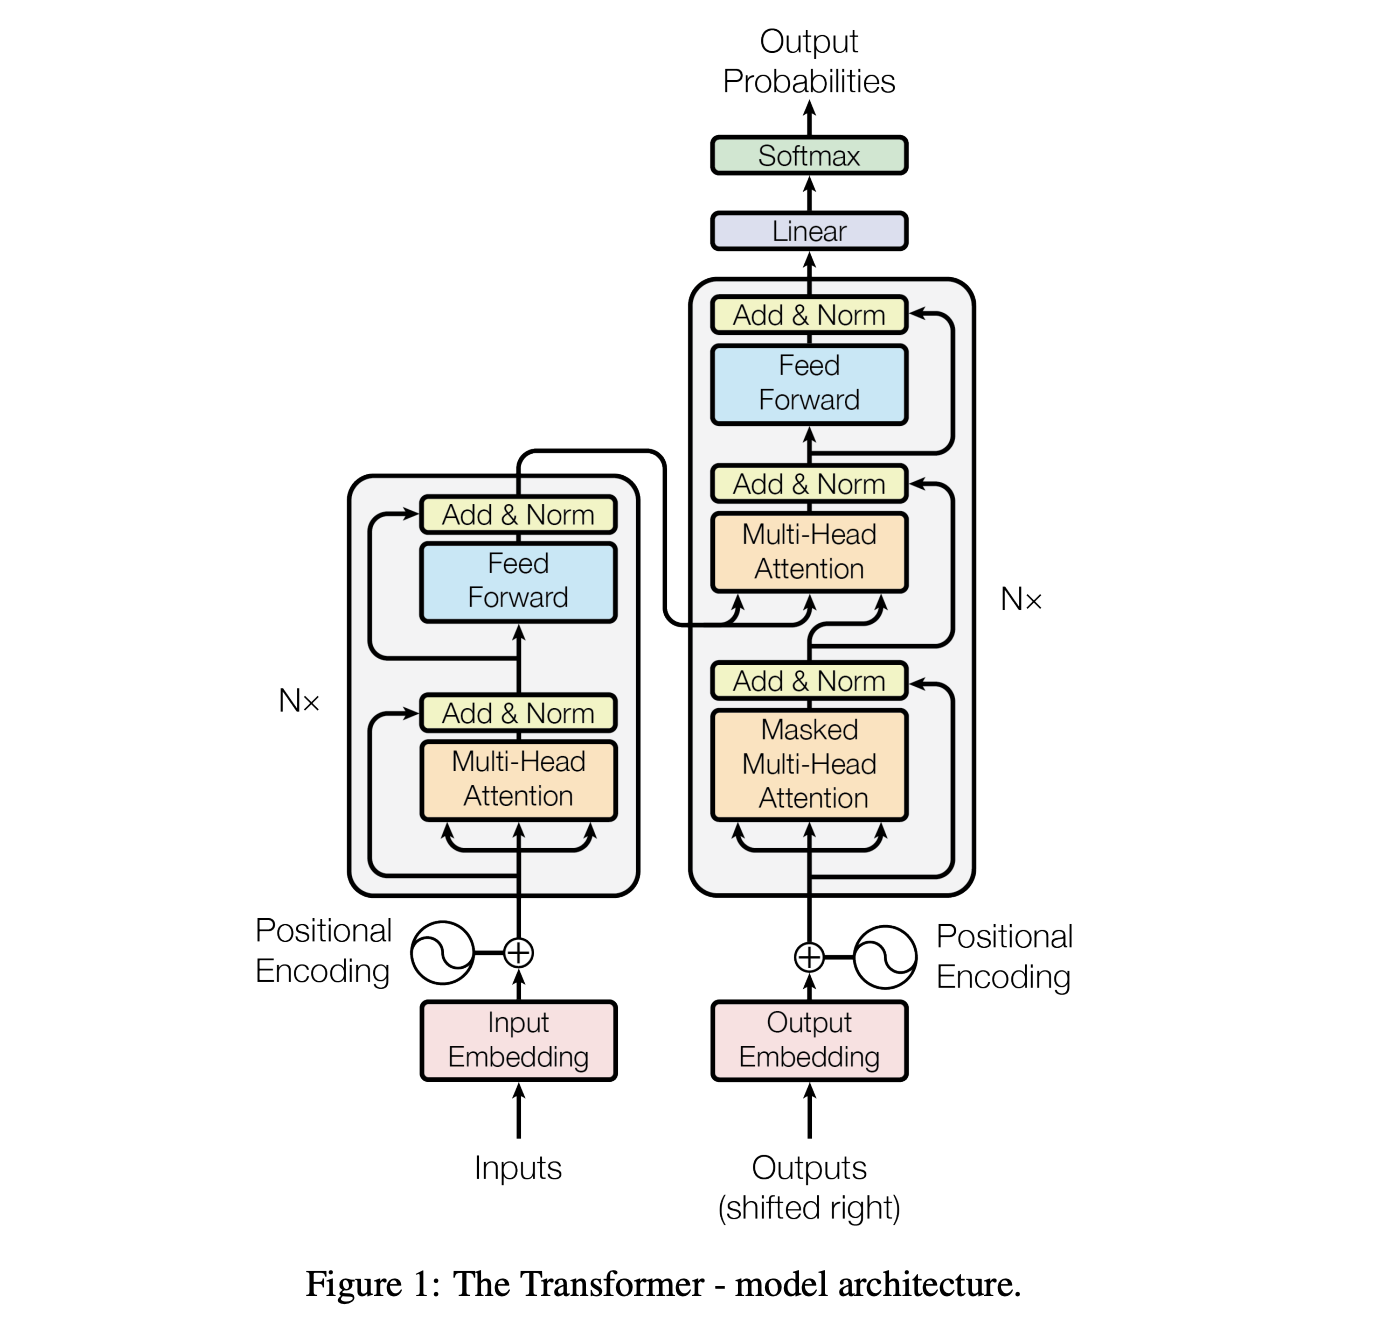 Output
Probabilities
Softmax
Linear
Add & Norm
Feed
Forward
Add & Norm
Multi-Head
Attention
N×
Add & Norm
Masked
Multi-Head
Attention
Add & Norm
Feed
Forward
N×
Add & Norm
Multi-Head
Attention
Positional
Encoding
Positional
Encoding
Input
Embedding
Output
Embedding
Inputs
Outputs
(shifted right)
Figure 1: The Transformer - model architecture.